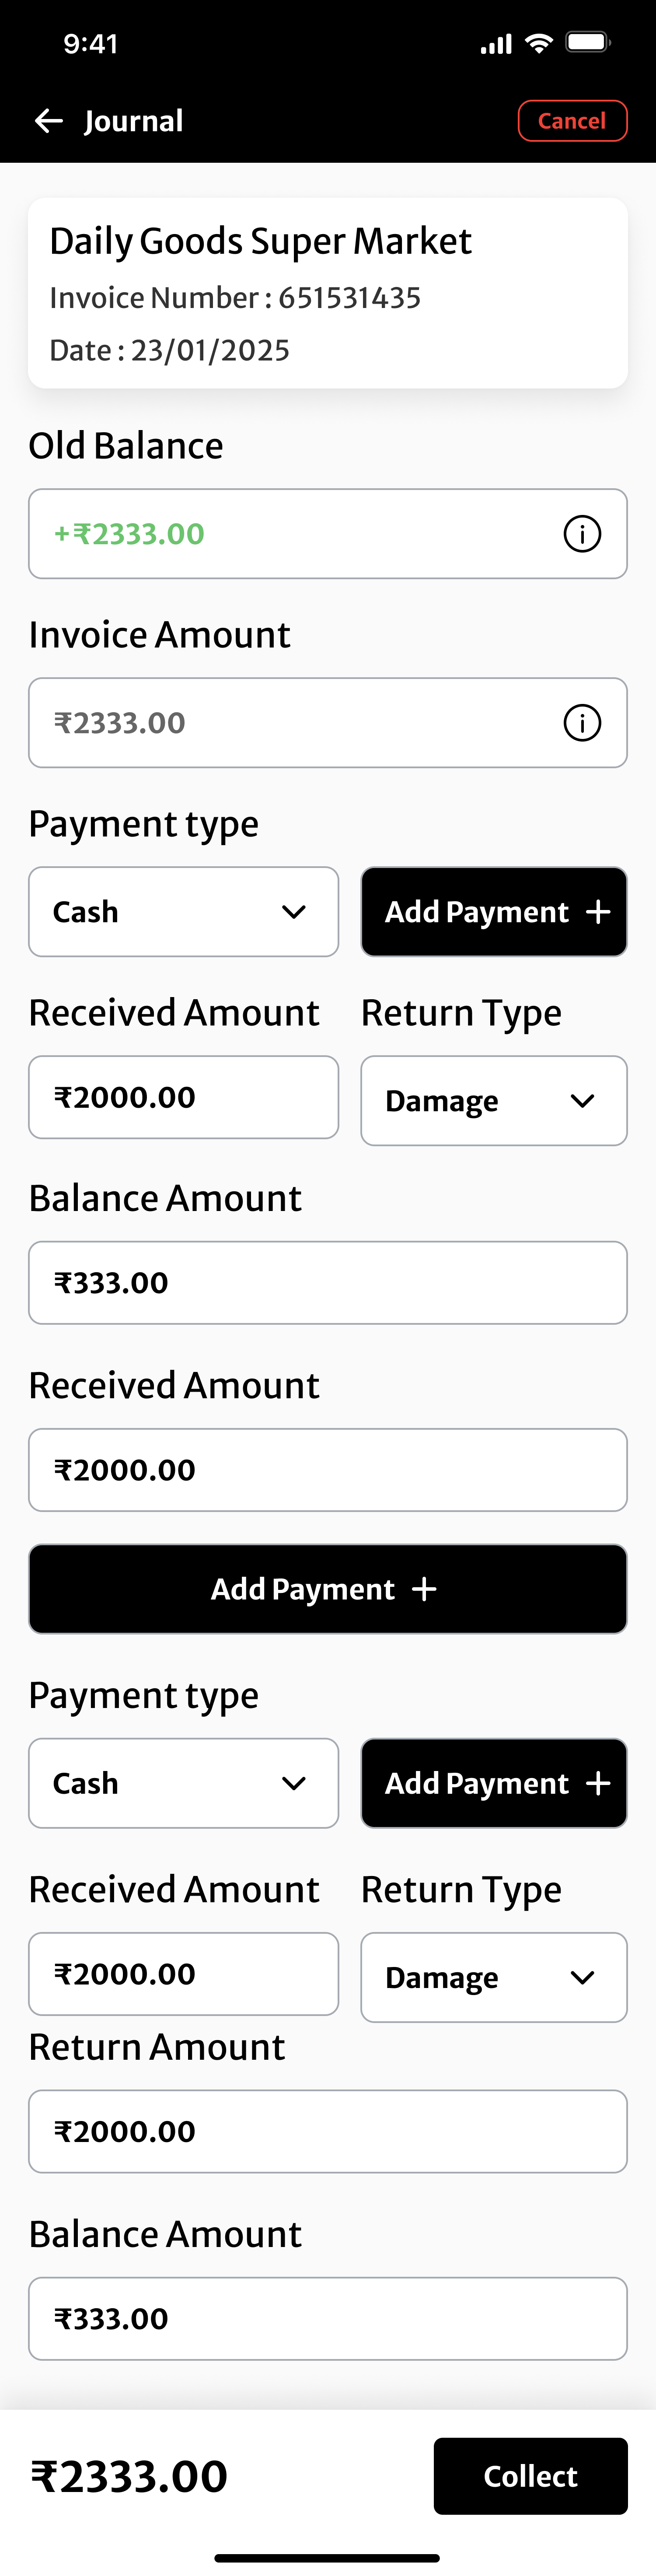 9:41
Journal
Cancel
Daily Goods Super Market
Invoice Number : 651531435
Date : 23/01/2025
Old Balance
+₹2333.00
Invoice Amount
₹2333.00
Payment type
Cash
Add Payment +
Received Amount
Return Type
₹2000.00
Damage
Balance Amount
₹333.00
Received Amount
₹2000.00
Add Payment +
Payment type
Cash
Add Payment +
Received Amount
Return Type
₹2000.00
Damage
Return Amount
₹2000.00
Balance Amount
₹333.00
₹2333.00
Collect